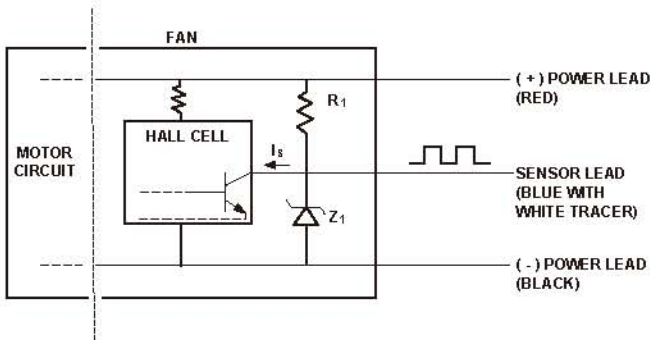 FAN
( + ) POWER LEAD
(RED)
R1
HALL CELL
MOTOR
CIRCUIT
IS
SENSOR LEAD
(BLUE WITH
WHITE TRACER)
Z1
( - ) POWER LEAD
(BLACK)